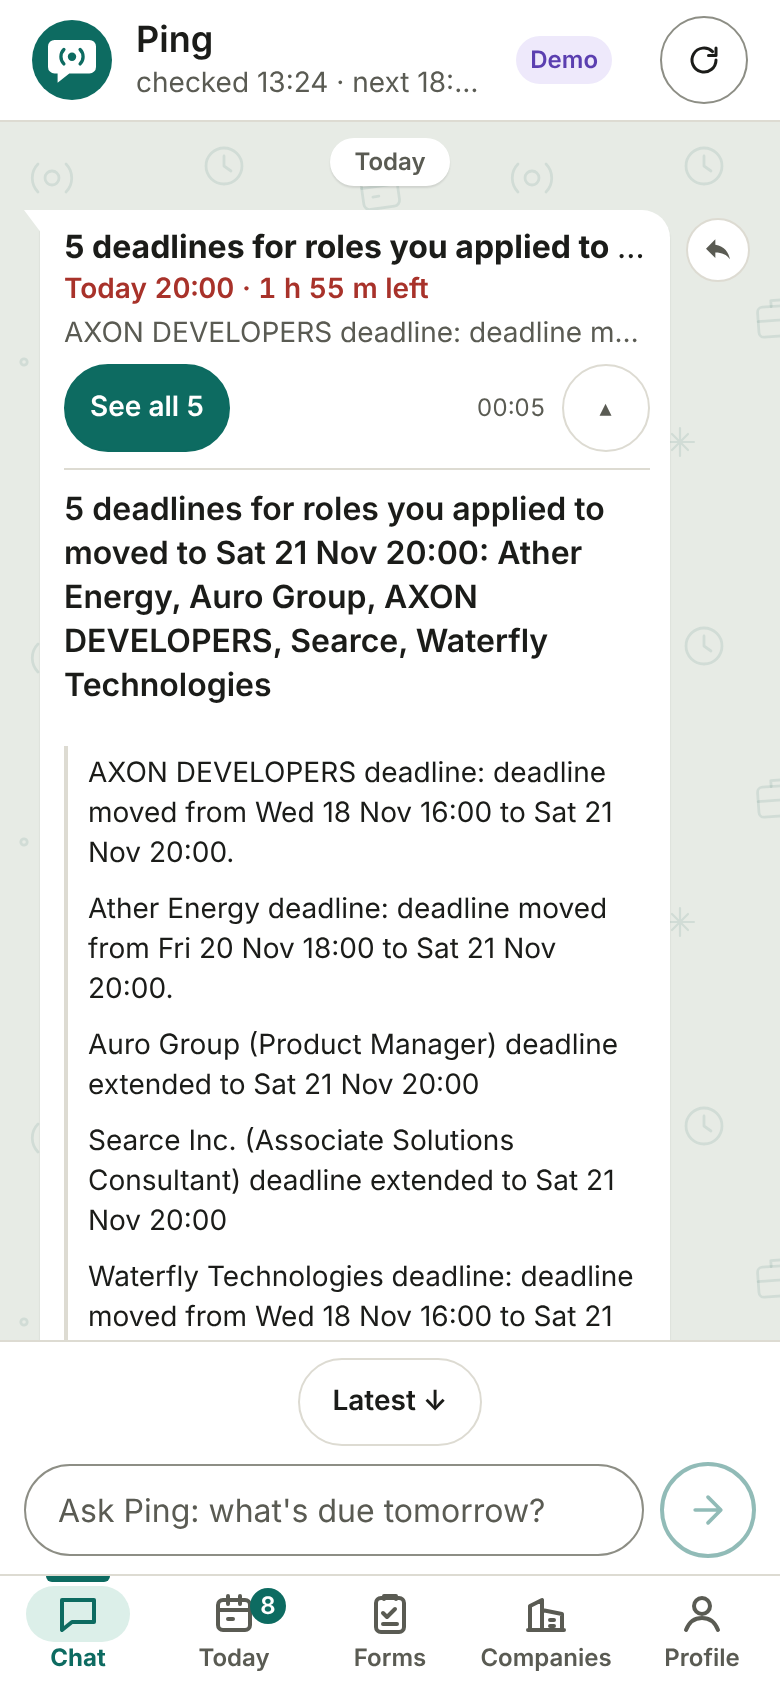 Ping
checked 13:24 · next 18:...
Demo
Today
5 deadlines for roles you applied to ...
Today 20:00 · 1 h 55 m left
AXON DEVELOPERS deadline: deadline m...
See all 5
00:05
5 deadlines for roles you applied to
moved to Sat 21 Nov 20:00: Ather
Energy, Auro Group, AXON
DEVELOPERS, Searce, Waterfly
Technologies
AXON DEVELOPERS deadline: deadline
moved from Wed 18 Nov 16:00 to Sat 21
Nov 20:00.
Ather Energy deadline: deadline moved
from Fri 20 Nov 18:00 to Sat 21 Nov
20:00.
Auro Group (Product Manager) deadline
extended to Sat 21 Nov 20:00
Searce Inc. (Associate Solutions
Consultant) deadline extended to Sat 21
Nov 20:00
Waterfly Technologies deadline: deadline
moved from Wed 18 Nov 16:00 to Sat 21
Latest ↓
Ask Ping: what's due tomorrow?
8
Chat
Today
Forms
Companies
Profile